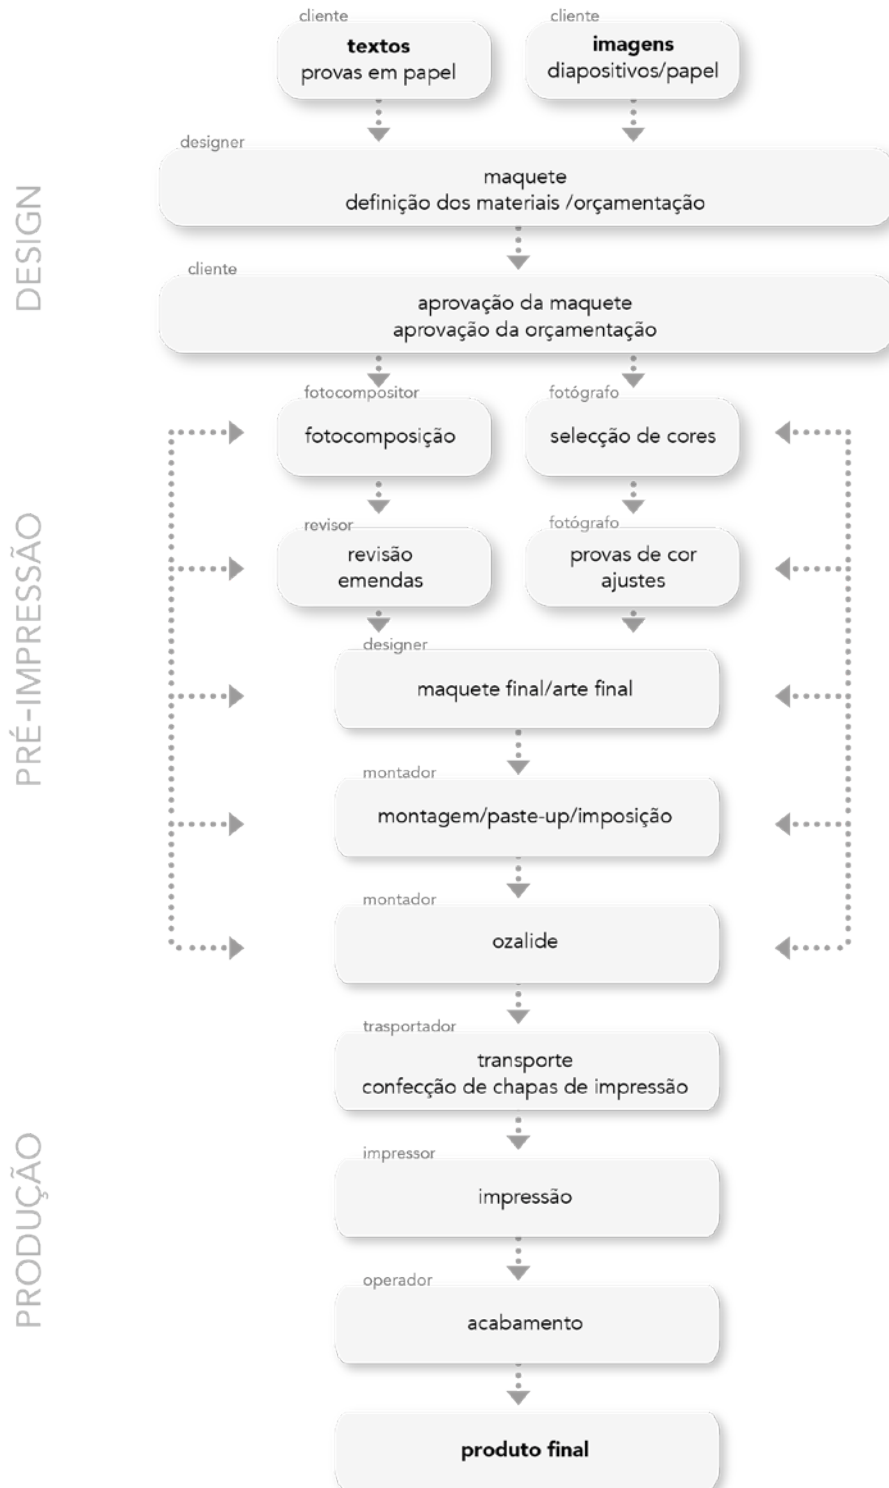 cliente
textos
provas em papel
cliente
imagens
diapositivos/papel
DESIGN
designer
maquete
definição dos materiais /orçamentação
cliente
aprovação da maquete
aprovação da orçamentação
PRÉ-IMPRESSÃO
fotocompositor
fotocomposição
fotógrafo
selecção de cores
revisor
revisão
emendas
fotógrafo
provas de cor
ajustes
designer
maquete final/arte final
montador
montagem/paste-up/imposição
montador
ozalide
PRODUÇÃO
trasportador
transporte
confecção de chapas de impressão
impressor
impressão
operador
acabamento
produto final